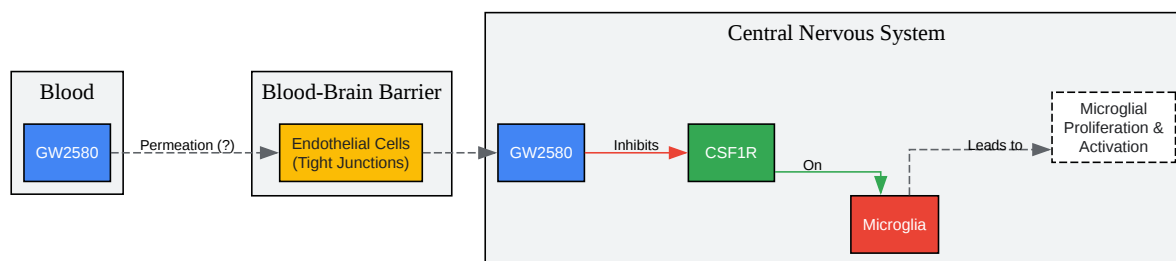 Central Nervous System
Blood
GW2580
Permeation (?)
Blood-Brain Barrier
Endothelial Cells
(Tight Junctions)
GW2580
Inhibits
CSF1R
On
Microglia
Leads to
Microglial
Proliferation &
Activation